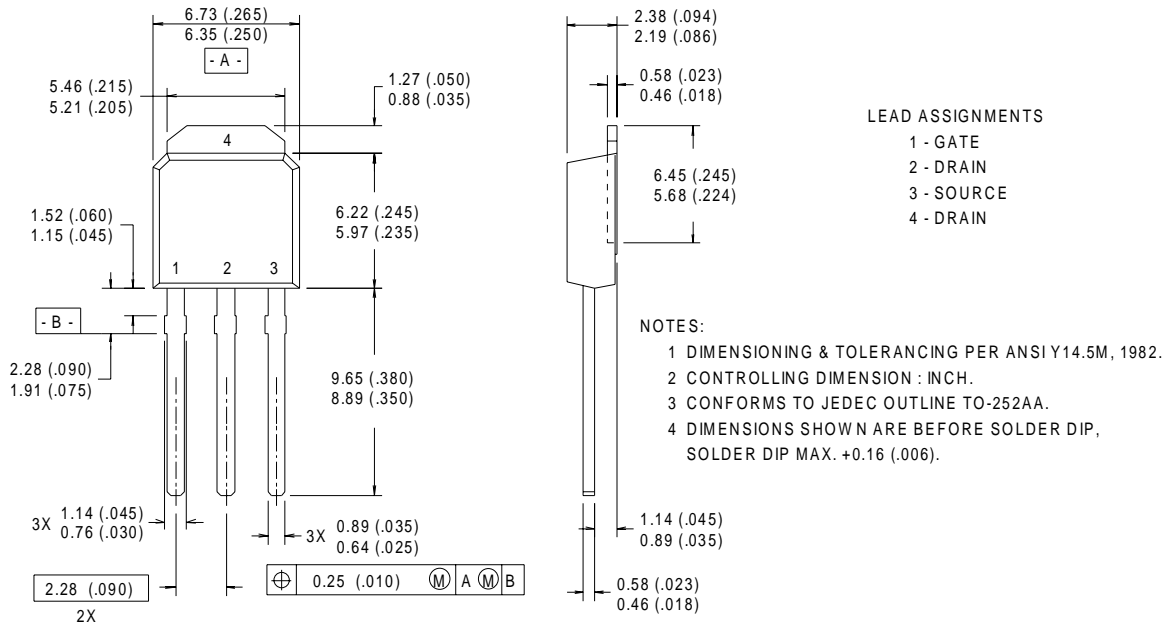 6.73 (.265)
6.35 (.250)
- A -
5.46 (.215)
5.21 (.205)
1.27 (.050)
0.88 (.035)
4
1.52 (.060)
1.15 (.045)
6.22 (.245)
5.97 (.235)
1 2 3
- B -
2.28 (.090)
1.91 (.075)
9.65 (.380)
8.89 (.350)
3X 1.14 (.045)
0.76 (.030)
3X 0.89 (.035)
0.64 (.025)
2.28 (.090)
2X
⌖ 0.25 (.010) Ⓜ A Ⓜ B
2.38 (.094)
2.19 (.086)
0.58 (.023)
0.46 (.018)
6.45 (.245)
5.68 (.224)
1.14 (.045)
0.89 (.035)
0.58 (.023)
0.46 (.018)
LEAD ASSIGNMENTS
1 - GATE
2 - DRAIN
3 - SOURCE
4 - DRAIN
NOTES:
1 DIMENSIONING & TOLERANCING PER ANSI Y14.5M, 1982.
2 CONTROLLING DIMENSION : INCH.
3 CONFORMS TO JEDEC OUTLINE TO-252AA.
4 DIMENSIONS SHOWN ARE BEFORE SOLDER DIP,
SOLDER DIP MAX. +0.16 (.006).